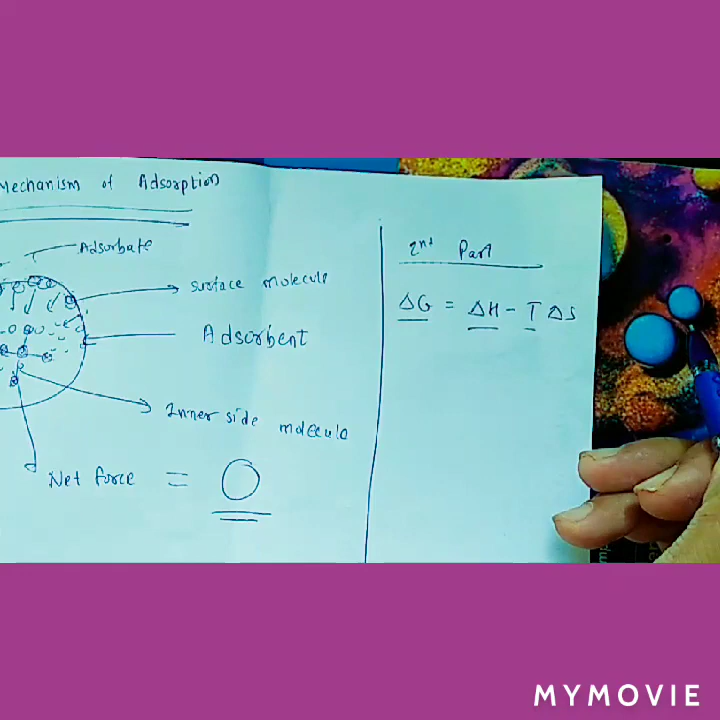 Mechanism of Adsorption
Adsorbate
surface molecule
Adsorbent
Inner side molecule
Net force = 0
2nd Part
ΔG = ΔH - TΔS
MYMOVIE